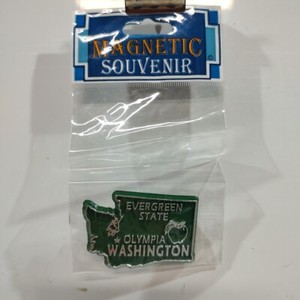 MAGNETIC
SOUVENIR
EVERGREEN
STATE
OLYMPIA
WASHINGTON